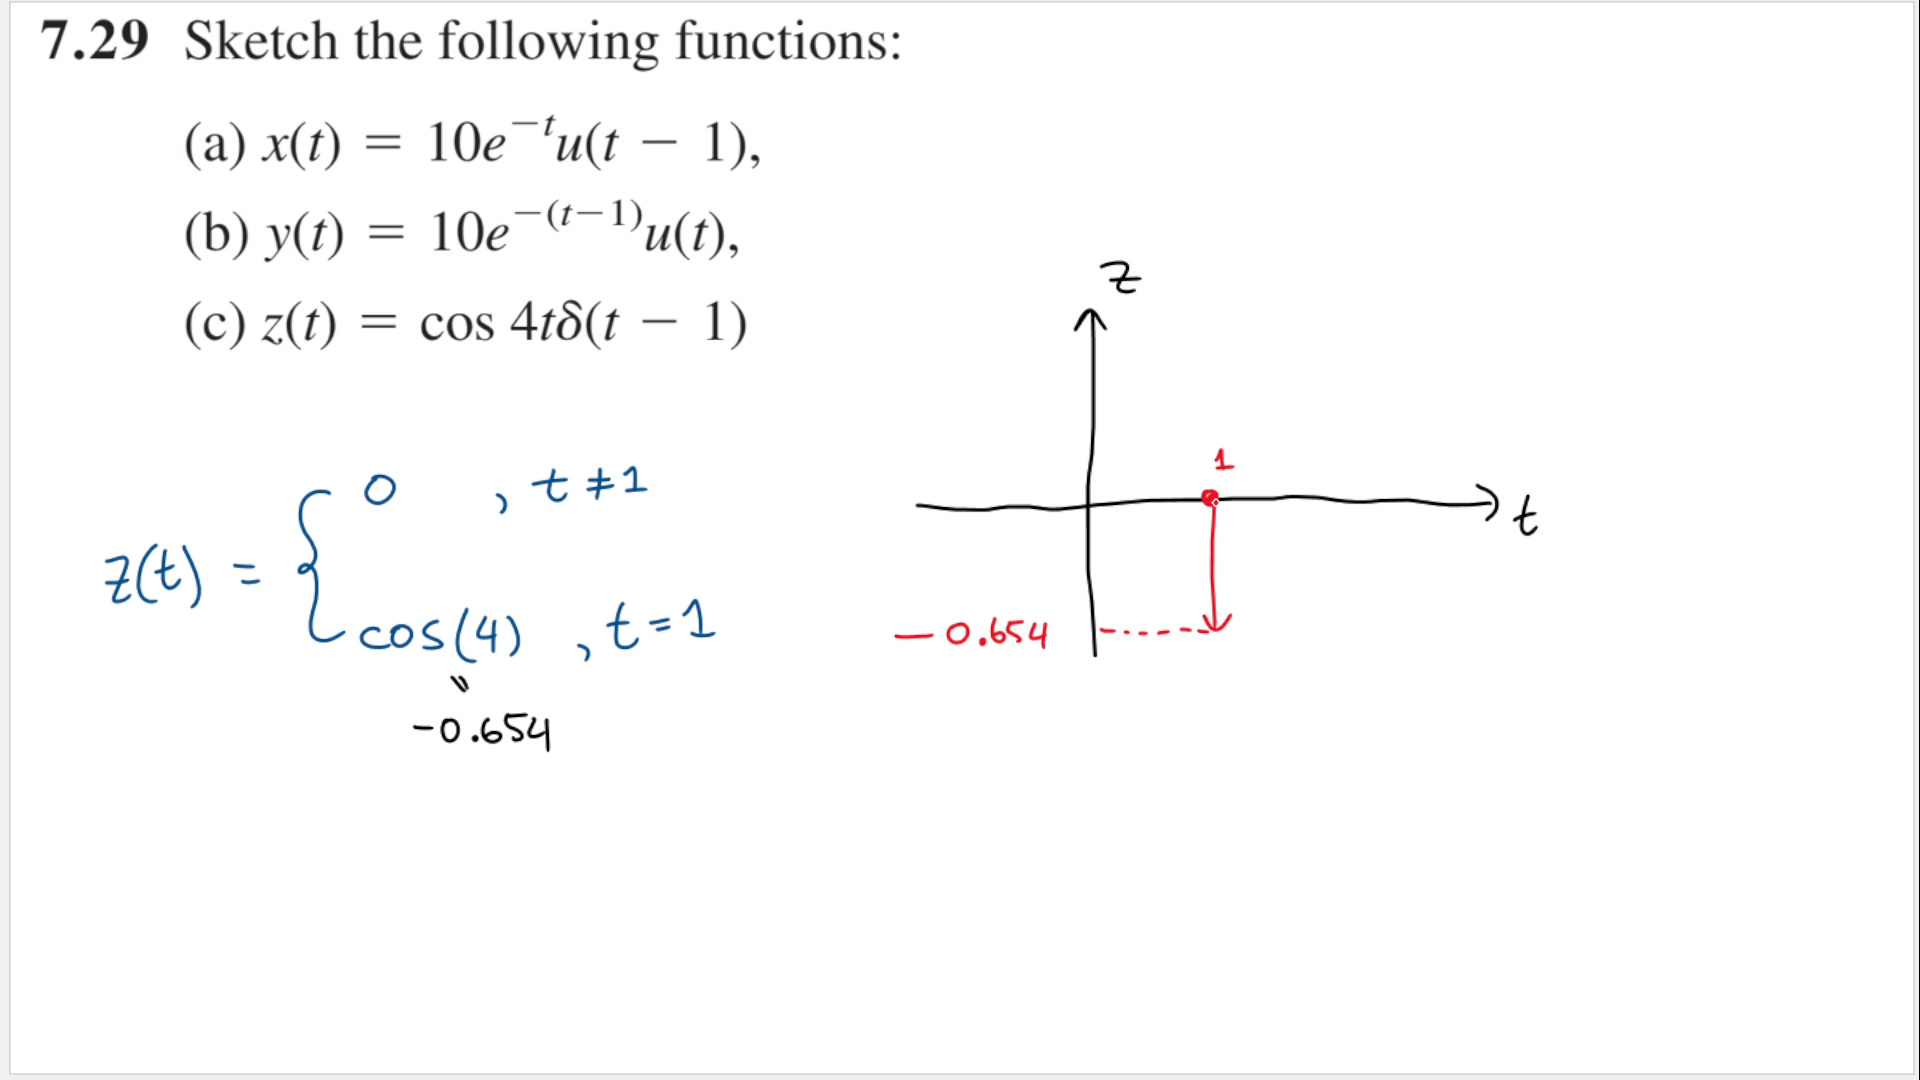 7.29 Sketch the following functions:
(a) x(t) = 10e^{−t}u(t − 1),
(b) y(t) = 10e^{−(t−1)}u(t),
(c) z(t) = cos 4tδ(t − 1)
z
1
t
−0.654
z(t) = { 0 , t ≠ 1
cos(4) , t = 1
"
-0.654